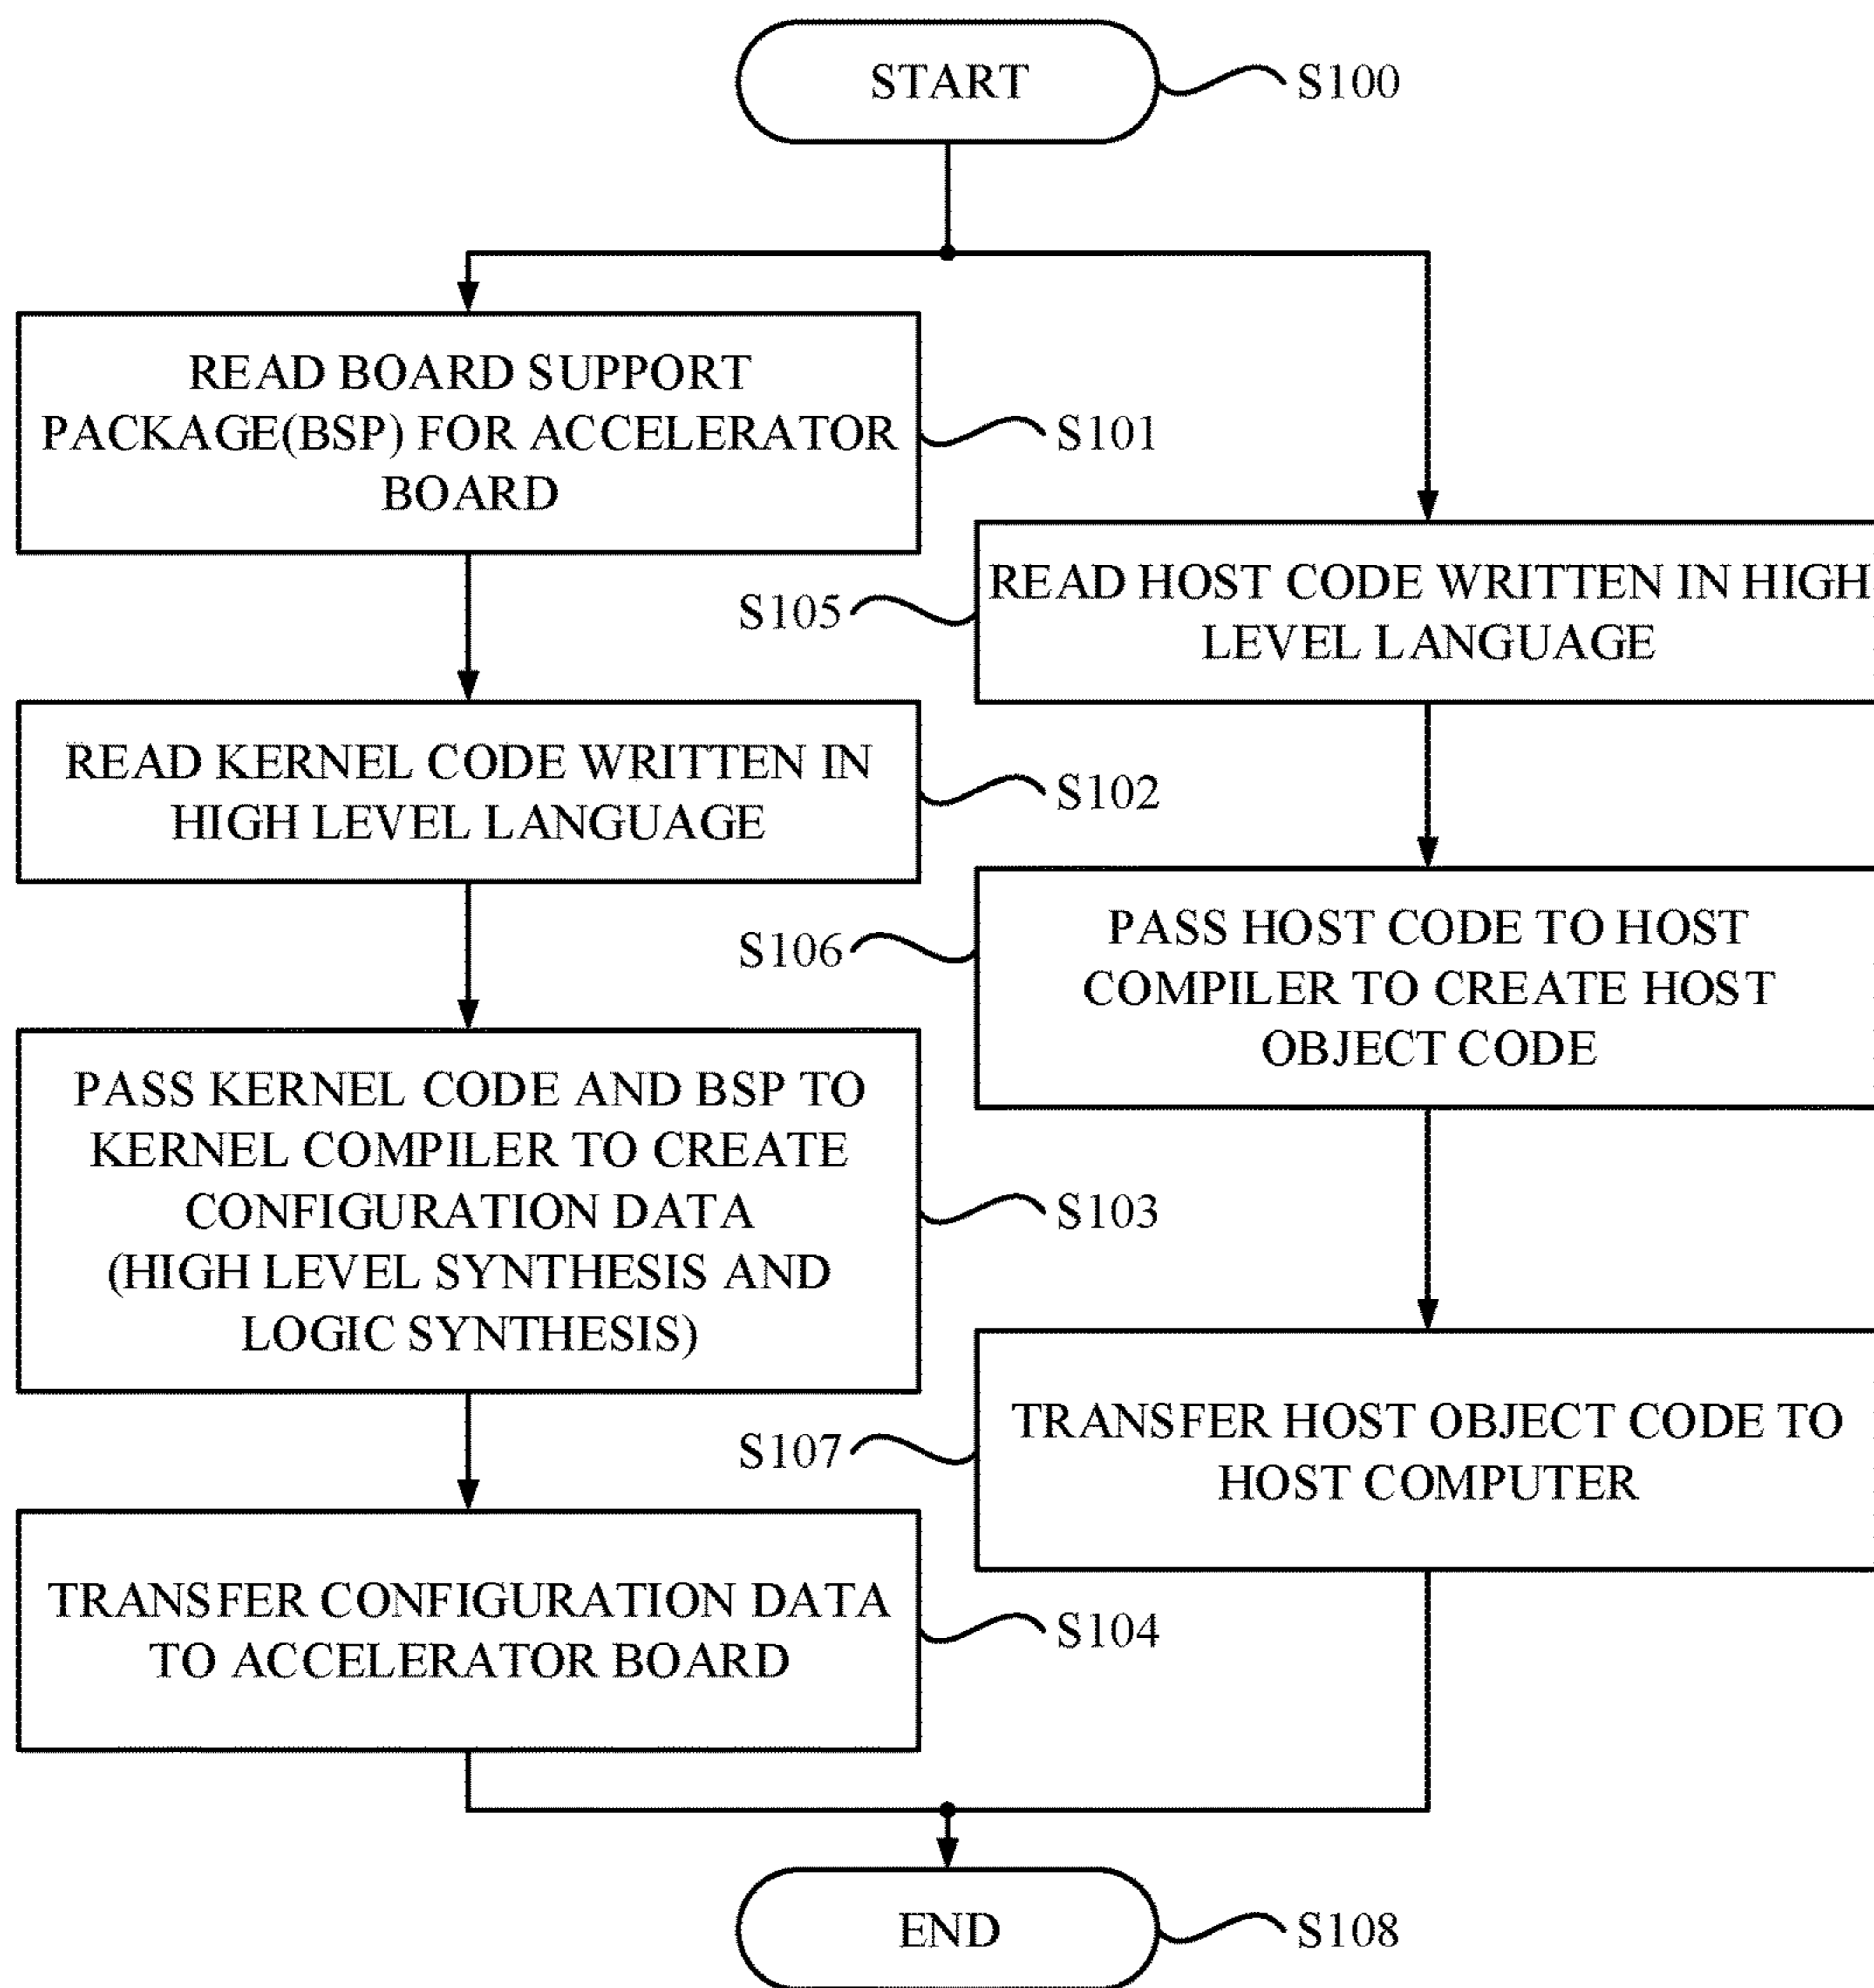 START
S100
READ BOARD SUPPORT
PACKAGE(BSP) FOR ACCELERATOR
BOARD
S101
READ KERNEL CODE WRITTEN IN
HIGH LEVEL LANGUAGE
S102
PASS KERNEL CODE AND BSP TO
KERNEL COMPILER TO CREATE
CONFIGURATION DATA
(HIGH LEVEL SYNTHESIS AND
LOGIC SYNTHESIS)
S103
TRANSFER CONFIGURATION DATA
TO ACCELERATOR BOARD
S104
S105
READ HOST CODE WRITTEN IN HIGH
LEVEL LANGUAGE
S106
PASS HOST CODE TO HOST
COMPILER TO CREATE HOST
OBJECT CODE
S107
TRANSFER HOST OBJECT CODE TO
HOST COMPUTER
END
S108